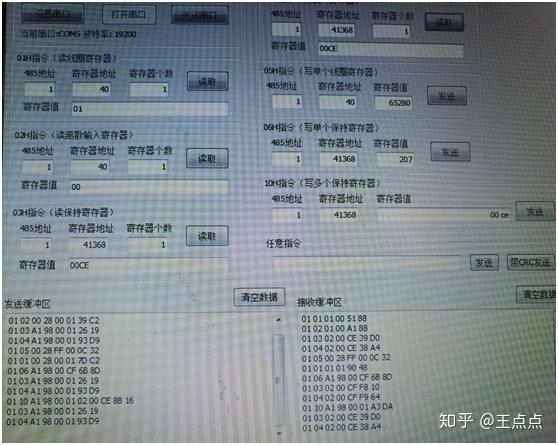 设置串口 打开串口 关闭串口
当前串口:COM5 波特率: 19200
01H指令（读线圈寄存器）
485地址 寄存器地址 寄存器个数
1 40 1 读取
寄存器值 01
02H指令（读离散输入寄存器）
485地址 寄存器地址 寄存器个数
1 40 1 读取
寄存器值 00
03H指令（读保持寄存器）
485地址 寄存器地址 寄存器个数
1 41368 1 读取
寄存器值 00CE
485地址 寄存器地址 寄存器个数
1 41368 1 读取
寄存器值 00CE
05H指令（写单个线圈寄存器）
485地址 寄存器地址 寄存器值
1 40 65280 发送
06H指令（写单个保持寄存器）
485地址 寄存器地址 寄存器值
1 41368 207 发送
10H指令（写多个保持寄存器）
485地址 寄存器地址 寄存器值
1 41368 00 ce 发送
任意指令
发送 带CRC发送
清空数据
清空数据
发送缓冲区
01 02 00 28 00 01 39 C2
01 03 A1 98 00 01 26 19
01 04 A1 98 00 01 93 D9
01 05 00 28 FF 00 0C 32
01 01 00 28 00 01 7D C2
01 06 A1 98 00 CF 6B 8D
01 03 A1 98 00 01 26 19
01 04 A1 98 00 01 93 D9
01 10 A1 98 00 01 02 00 CE 8B 16
01 03 A1 98 00 01 26 19
01 04 A1 98 00 01 93 D9
接收缓冲区
01 01 01 00 51 88
01 02 01 00 A1 88
01 03 02 00 CE 39 D0
01 04 02 00 CE 38 A4
01 05 00 28 FF 00 0C 32
01 01 01 01 90 48
01 06 A1 98 00 CF 6B 8D
01 03 02 00 CF F8 10
01 04 02 00 CF F9 64
01 10 A1 98 00 01 A3 DA
01 03 02 00 CE 39 D0
01 04 02 00 CE 38 A4
知乎 @王点点